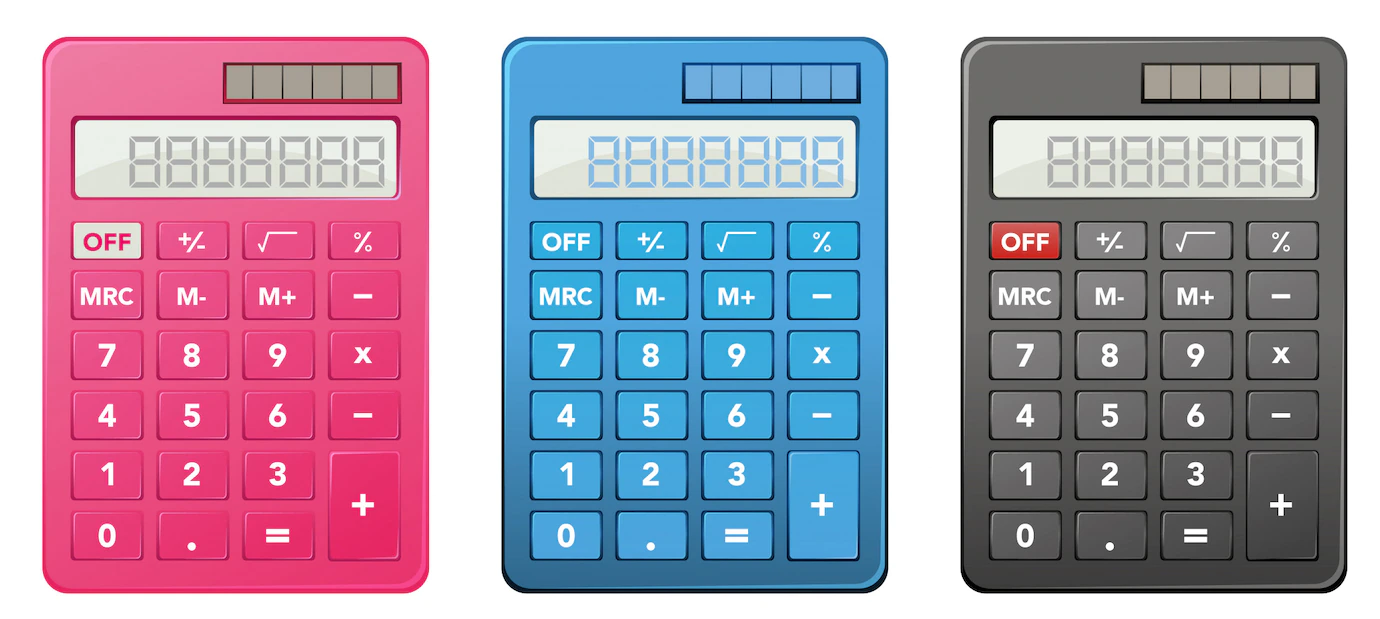 8888888
OFF +/- √ %
MRC M- M+ –
7 8 9 x
4 5 6 –
1 2 3
+
0 . =
8888888
OFF +/- √ %
MRC M- M+ –
7 8 9 x
4 5 6 –
1 2 3
+
0 . =
8888888
OFF +/- √ %
MRC M- M+ –
7 8 9 x
4 5 6 –
1 2 3
+
0 . =